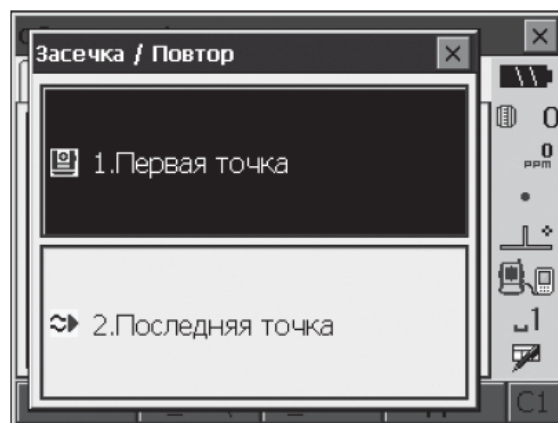 Засечка / Повтор
1.Первая точка
2.Последняя точка
0
0
ppm
1
C1